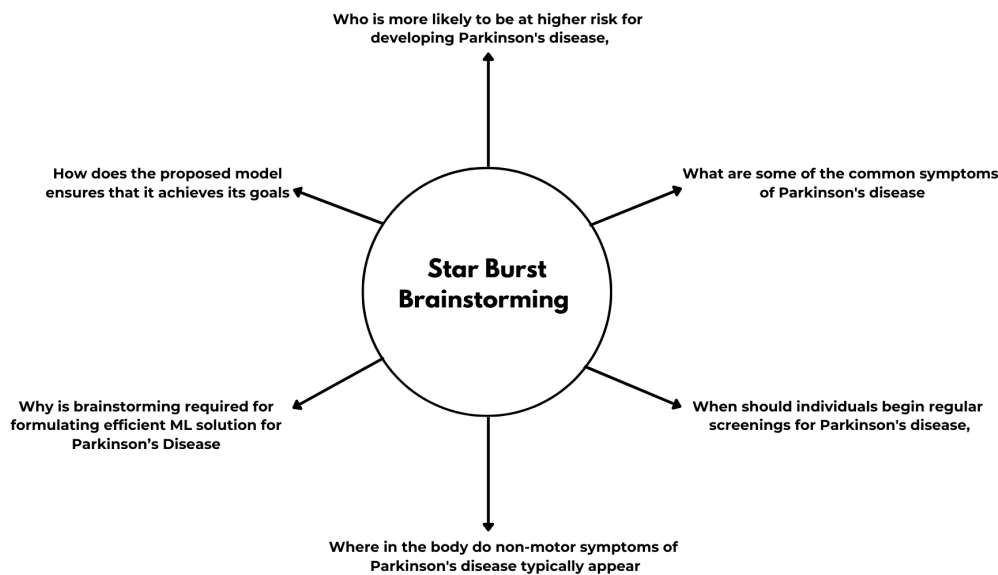 Who is more likely to be at higher risk for
developing Parkinson's disease,
How does the proposed model
ensures that it achieves its goals
What are some of the common symptoms
of Parkinson's disease
Star Burst
Brainstorming
Why is brainstorming required for
formulating efficient ML solution for
Parkinson’s Disease
When should individuals begin regular
screenings for Parkinson's disease,
Where in the body do non-motor symptoms of
Parkinson's disease typically appear